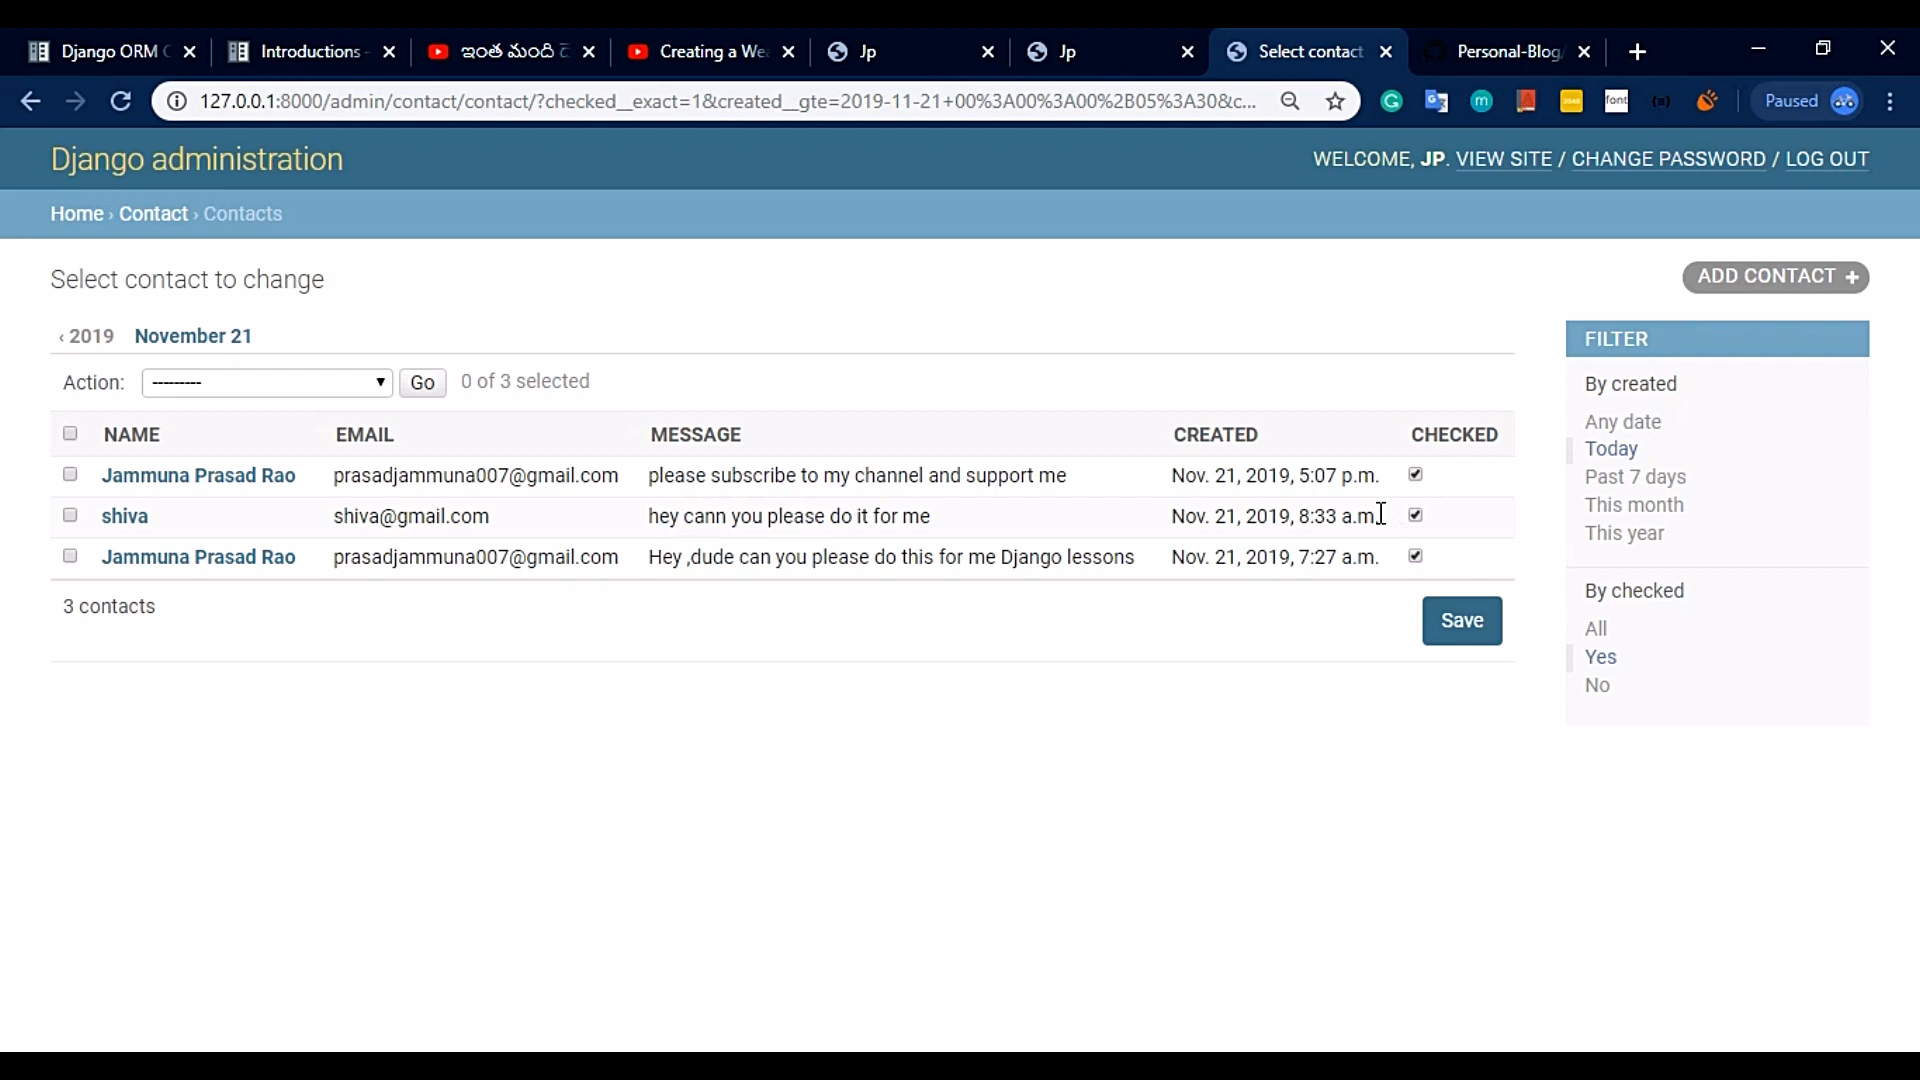 Django ORM C
Introductions -
ఇంత మంది
Creating a We
Jp
Jp
Select contact
Personal-Blog/
127.0.0.1:8000/admin/contact/contact/?checked__exact=1&created__gte=2019-11-21+00%3A00%3A00%2B05%3A30&c...
font
Paused
Django administration
WELCOME, JP. VIEW SITE / CHANGE PASSWORD / LOG OUT
Home › Contact › Contacts
Select contact to change
ADD CONTACT +
‹ 2019 November 21
Action: --------- Go 0 of 3 selected
NAME EMAIL MESSAGE CREATED CHECKED
Jammuna Prasad Rao prasadjammuna007@gmail.com please subscribe to my channel and support me Nov. 21, 2019, 5:07 p.m.
shiva shiva@gmail.com hey cann you please do it for me Nov. 21, 2019, 8:33 a.m.
Jammuna Prasad Rao prasadjammuna007@gmail.com Hey ,dude can you please do this for me Django lessons Nov. 21, 2019, 7:27 a.m.
3 contacts
Save
FILTER
By created
Any date
Today
Past 7 days
This month
This year
By checked
All
Yes
No